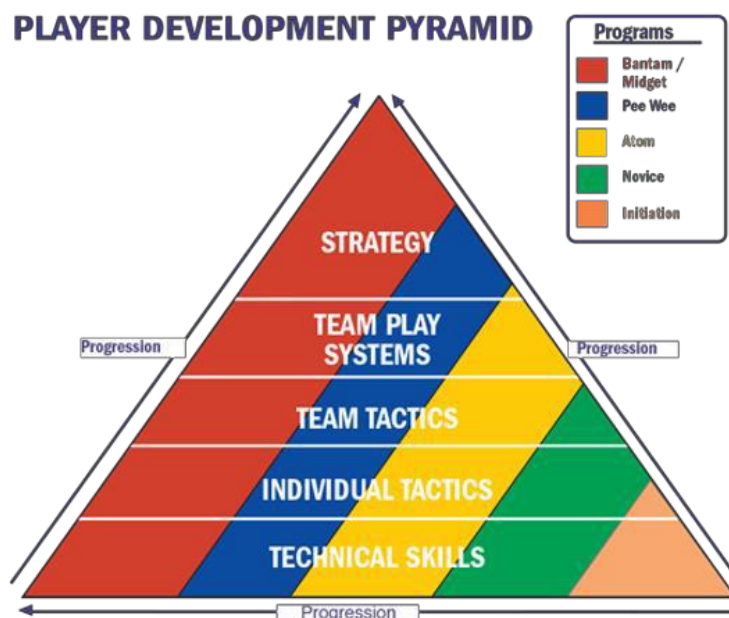 PLAYER DEVELOPMENT PYRAMID
Programs
Bantam /
Midget
Pee Wee
Atom
Novice
Initiation
STRATEGY
TEAM PLAY
SYSTEMS
Progression
Progression
TEAM TACTICS
INDIVIDUAL TACTICS
TECHNICAL SKILLS
Progression